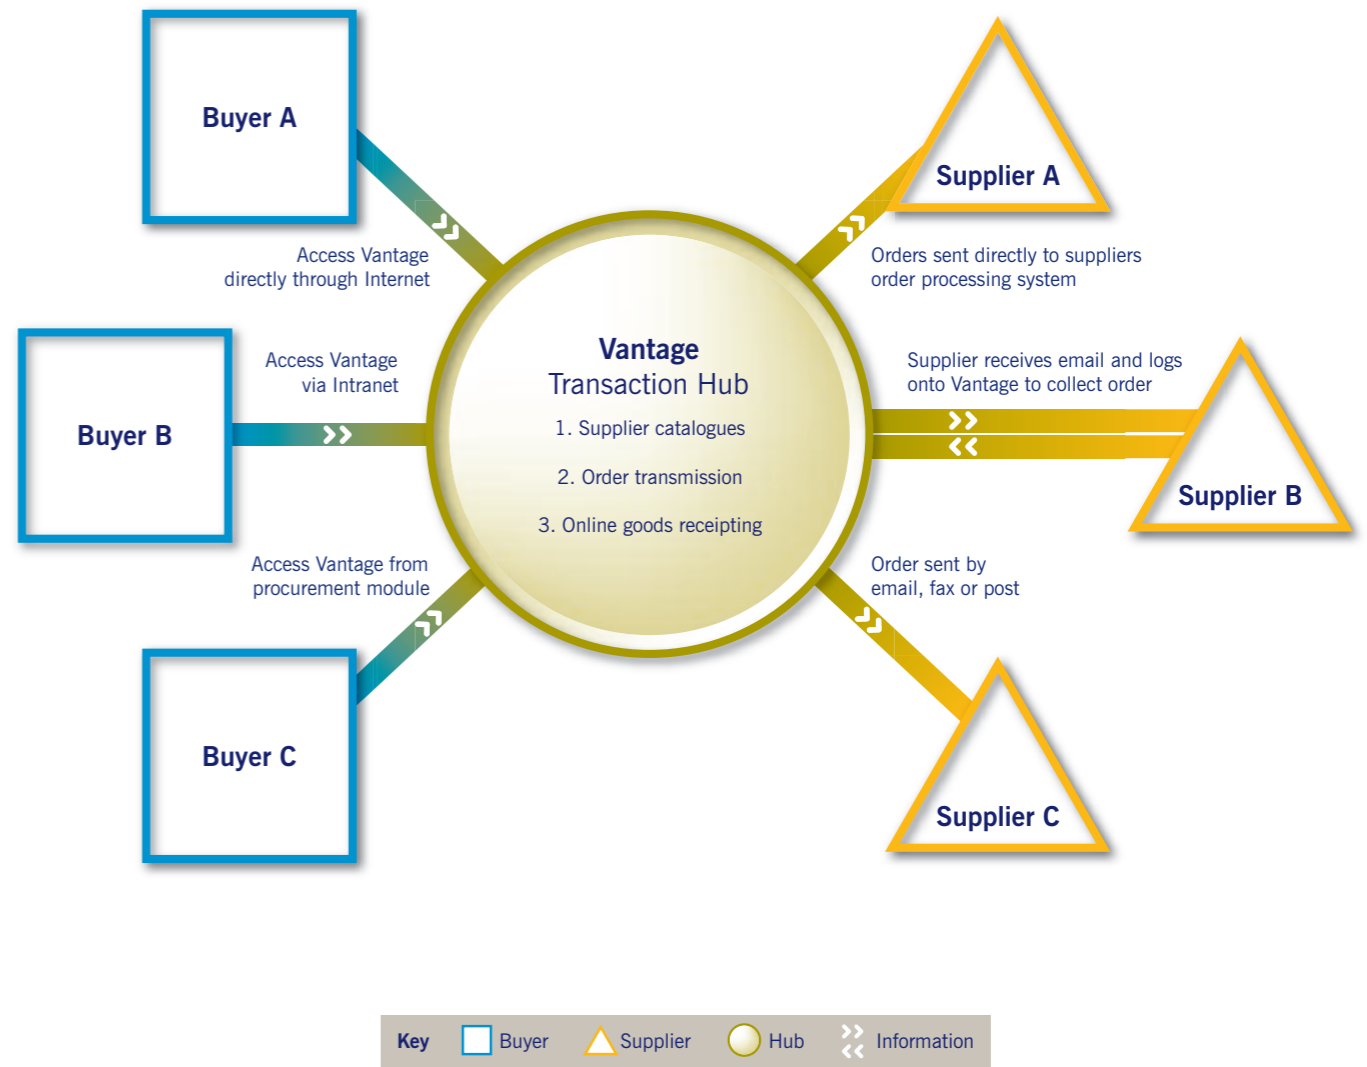 Buyer A
Supplier A
Access Vantage
directly through Internet
Orders sent directly to suppliers
order processing system
Vantage
Transaction Hub
1. Supplier catalogues
2. Order transmission
3. Online goods receipting
Access Vantage
via Intranet
Buyer B
Supplier receives email and logs
onto Vantage to collect order
Supplier B
Access Vantage from
procurement module
Order sent by
email, fax or post
Buyer C
Supplier C
Key
Buyer
Supplier
Hub
Information